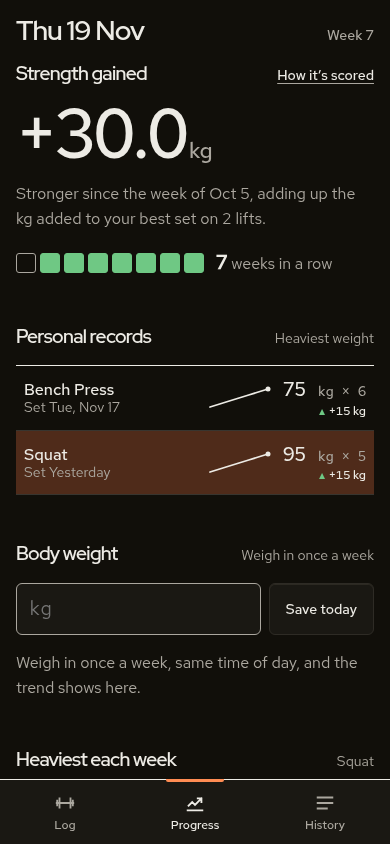 Thu 19 Nov
Week 7
Strength gained
How it's scored
+30.0 kg
Stronger since the week of Oct 5, adding up the
kg added to your best set on 2 lifts.
7 weeks in a row
Personal records
Heaviest weight
Bench Press
75 kg × 6
Set Tue, Nov 17
▲ +15 kg
Squat
95 kg × 5
Set Yesterday
▲ +15 kg
Body weight
Weigh in once a week
kg
Save today
Weigh in once a week, same time of day, and the
trend shows here.
Heaviest each week
Squat
Log
Progress
History